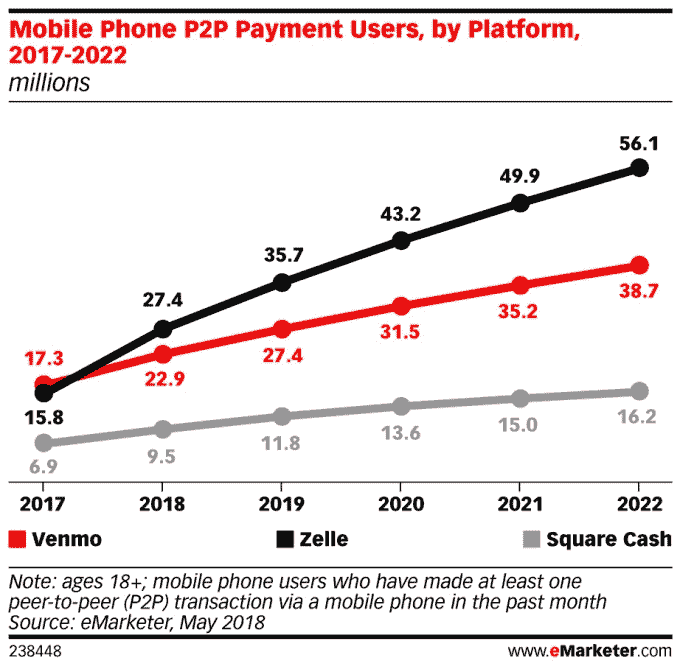 Mobile Phone P2P Payment Users, by Platform,
2017-2022
millions
56.1
49.9
43.2
35.7
27.4
17.3
38.7
35.2
31.5
27.4
22.9
15.8
16.2
15.0
13.6
11.8
9.5
6.9
2017 2018 2019 2020 2021 2022
Venmo Zelle Square Cash
Note: ages 18+; mobile phone users who have made at least one
peer-to-peer (P2P) transaction via a mobile phone in the past month
Source: eMarketer, May 2018
238448 www.eMarketer.com